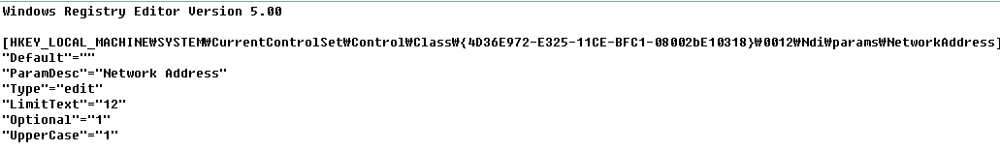 Windows Registry Editor Version 5.00
[HKEY_LOCAL_MACHINE₩SYSTEM₩CurrentControlSet₩Control₩Class₩{4D36E972-E325-11CE-BFC1-08002bE10318}₩0012₩Ndi₩params₩NetworkAddress]
"Default"=""
"ParamDesc"="Network Address"
"Type"="edit"
"LimitText"="12"
"Optional"="1"
"UpperCase"="1"